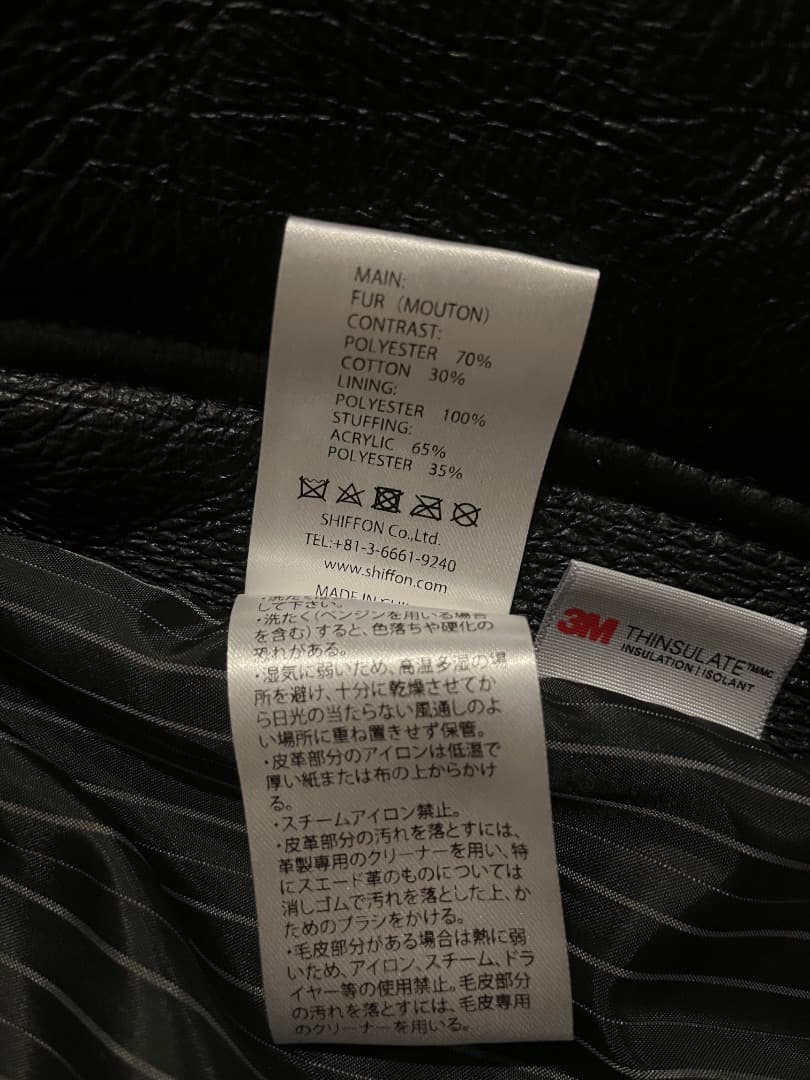 MAIN:
FUR (MOUTON)
CONTRAST:
POLYESTER 70%
COTTON 30%
LINING:
POLYESTER 100%
STUFFING:
ACRYLIC 65%
POLYESTER 35%
SHIFFON Co.,Ltd.
TEL:+81-3-6661-9240
www.shiffon.com
MADE IN
して下さい。
・洗たく(ベンジンを用いる場合
を含む)すると、色落ちや硬化の
恐れがある。
・湿気に弱いため、高温多湿の場
所を避け、十分に乾燥させてか
ら日光の当たらない風通しのよ
い場所に重ね置きせず保管。
・皮革部分のアイロンは低温で
厚い紙または布の上からかけ
る。
・スチームアイロン禁止。
・皮革部分の汚れを落とすには、
革製専用のクリーナーを用い、特
にスエード革のものについては
消しゴムで汚れを落とした上、か
ためのブラシをかける。
・毛皮部分がある場合は熱に弱
いため、アイロン、スチーム、ドラ
イヤー等の使用禁止。毛皮部分
の汚れを落とすには、毛皮専用
のクリーナーを用いる。
3M THINSULATE™/MC
INSULATION | ISOLANT